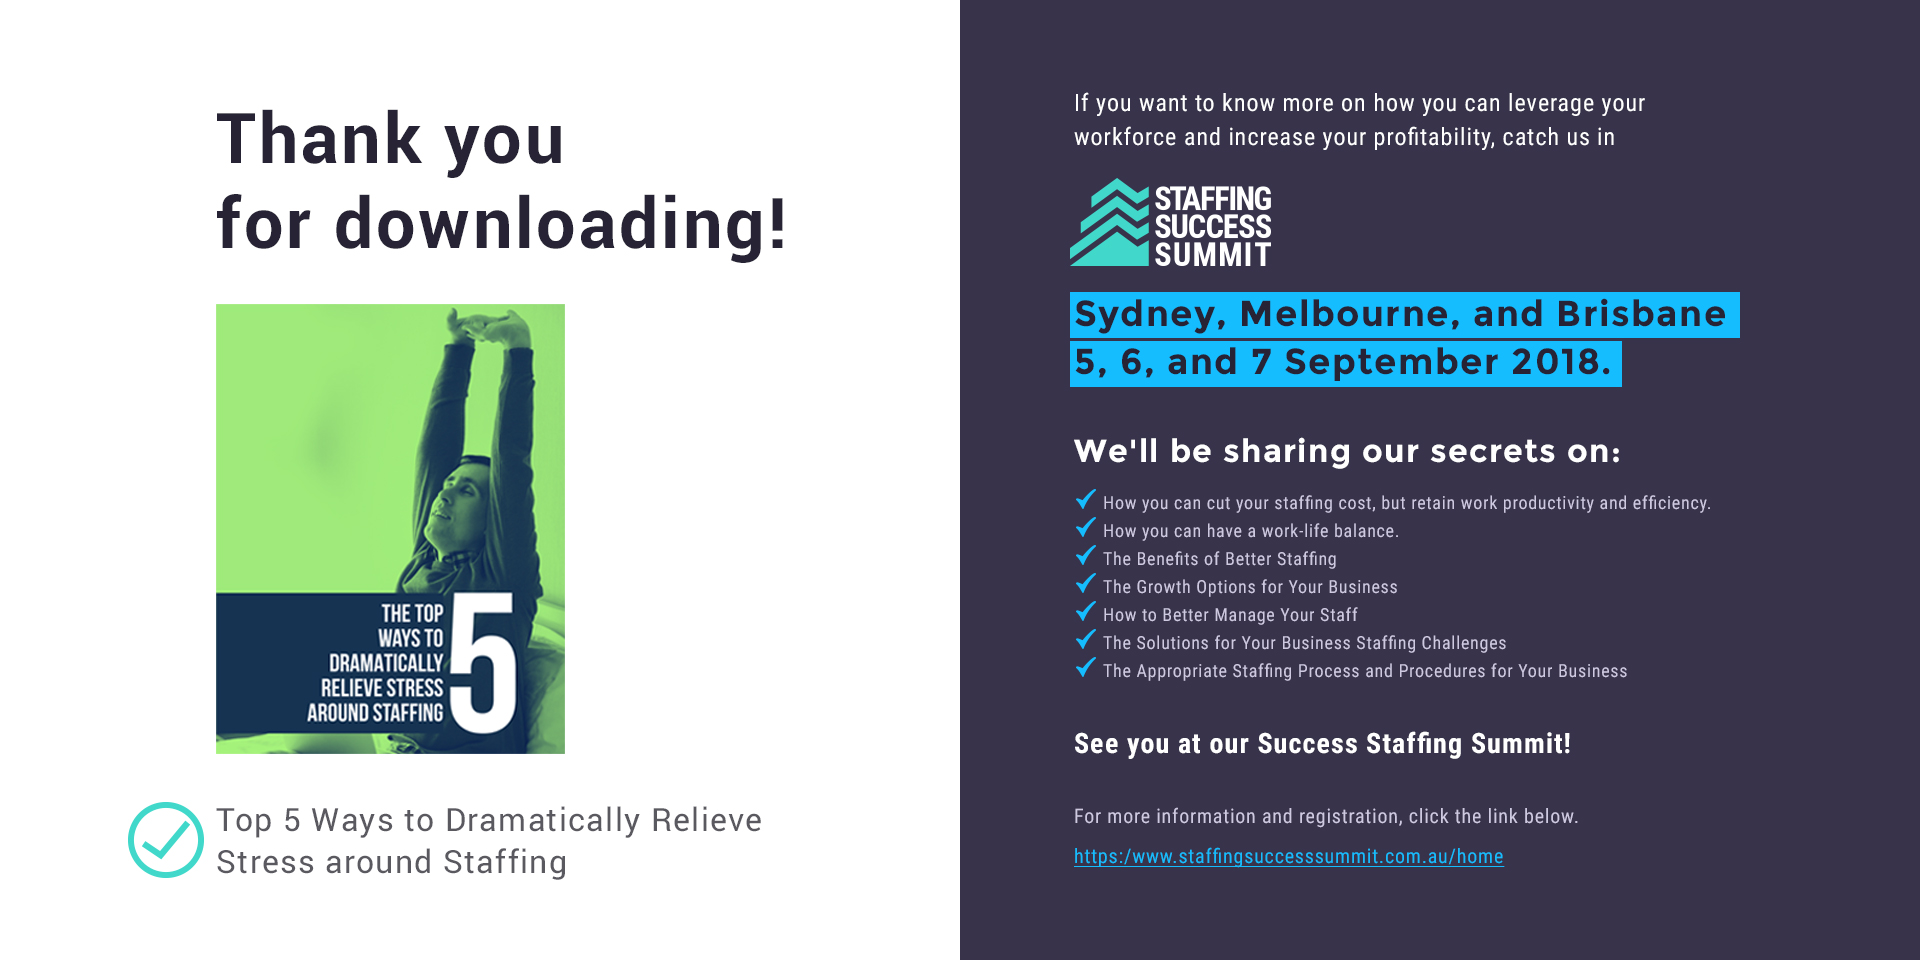 Thank you
for downloading!
THE TOP
WAYS TO
DRAMATICALLY
RELIEVE STRESS
AROUND STAFFING
5
Top 5 Ways to Dramatically Relieve
Stress around Staffing
If you want to know more on how you can leverage your
workforce and increase your profitability, catch us in
STAFFING
SUCCESS
SUMMIT
Sydney, Melbourne, and Brisbane
5, 6, and 7 September 2018.
We'll be sharing our secrets on:
How you can cut your staffing cost, but retain work productivity and efficiency.
How you can have a work-life balance.
The Benefits of Better Staffing
The Growth Options for Your Business
How to Better Manage Your Staff
The Solutions for Your Business Staffing Challenges
The Appropriate Staffing Process and Procedures for Your Business
See you at our Success Staffing Summit!
For more information and registration, click the link below.
https:/www.staffingsuccesssummit.com.au/home